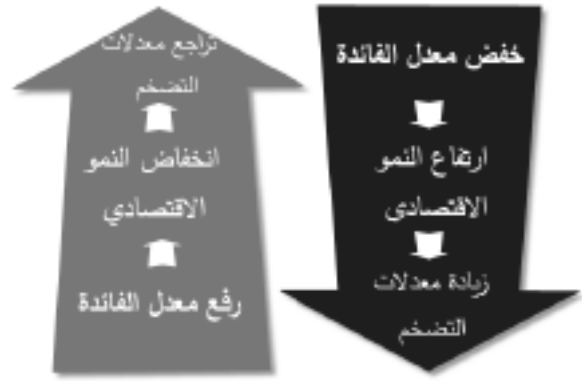 خفض معدل الفائدة
ارتفاع النمو
الاقتصادى
زيادة معدلات
التضخم
تراجع معدلات
التضخم
انخفاض النمو
الاقتصادي
رفع معدل الفائدة